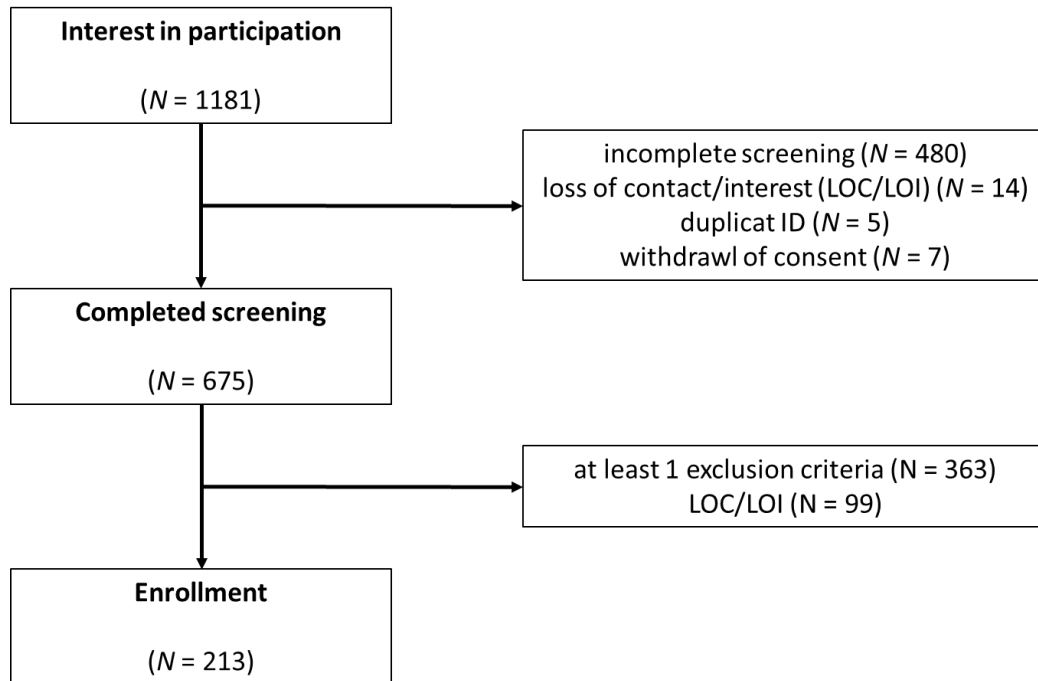 Interest in participation
(N = 1181)
incomplete screening (N = 480)
loss of contact/interest (LOC/LOI) (N = 14)
duplicat ID (N = 5)
withdrawl of consent (N = 7)
Completed screening
(N = 675)
at least 1 exclusion criteria (N = 363)
LOC/LOI (N = 99)
Enrollment
(N = 213)